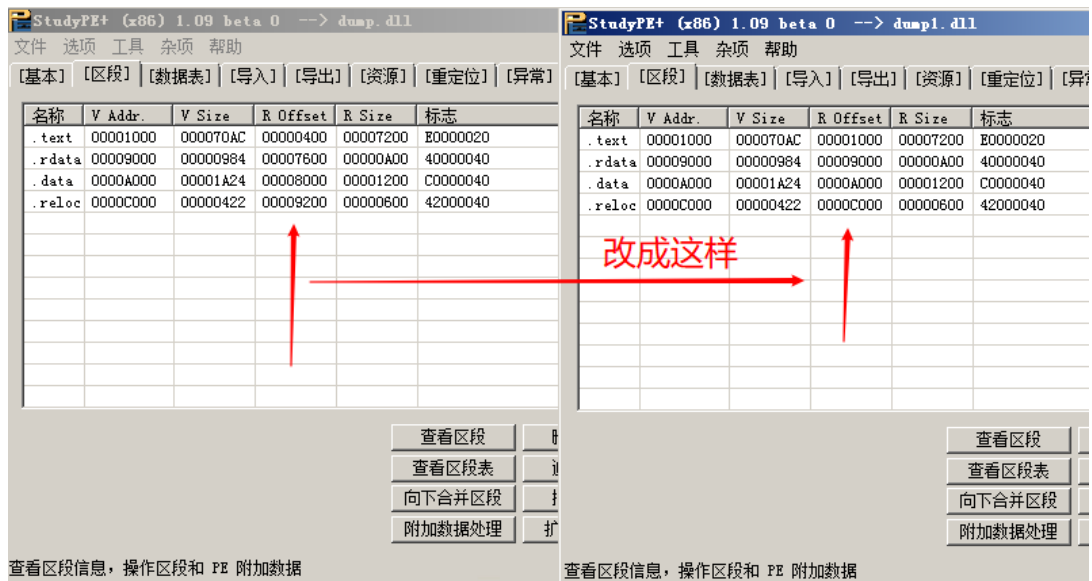 StudyPE+ (x86) 1.09 beta 0 --> dump.dll
文件 选项 工具 杂项 帮助
[基本] [区段] [数据表] [导入] [导出] [资源] [重定位] [异常]
名称 V Addr. V Size R Offset R Size 标志
.text 00001000 000070AC 00000400 00007200 E0000020
.rdata 00009000 00000984 00007600 00000A00 40000040
.data 0000A000 00001A24 00008000 00001200 C0000040
.reloc 0000C000 00000422 00009200 00000600 42000040
查看区段
查看区段表
向下合并区段
附加数据处理
查看区段信息，操作区段和 PE 附加数据
改成这样
StudyPE+ (x86) 1.09 beta 0 --> dump1.dll
文件 选项 工具 杂项 帮助
[基本] [区段] [数据表] [导入] [导出] [资源] [重定位] [异
名称 V Addr. V Size R Offset R Size 标志
.text 00001000 000070AC 00001000 00007200 E0000020
.rdata 00009000 00000984 00009000 00000A00 40000040
.data 0000A000 00001A24 0000A000 00001200 C0000040
.reloc 0000C000 00000422 0000C000 00000600 42000040
查看区段
查看区段表
向下合并区段
附加数据处理
查看区段信息，操作区段和 PE 附加数据